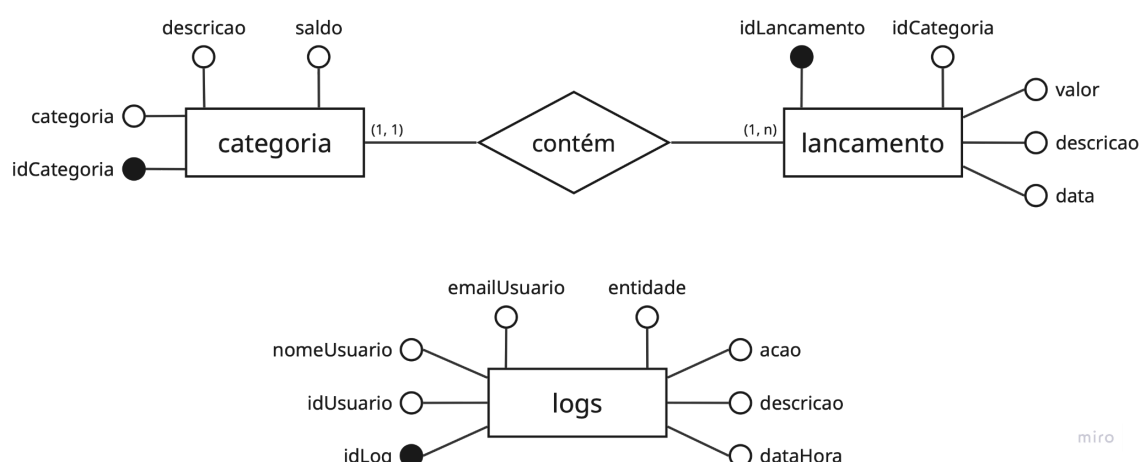 descricao
saldo
idLancamento
idCategoria
categoria
(1, 1)
(1, n)
valor
categoria
contém
lancamento
descricao
idCategoria
data
emailUsuario
entidade
nomeUsuario
acao
idUsuario
logs
descricao
idLog
dataHora
miro